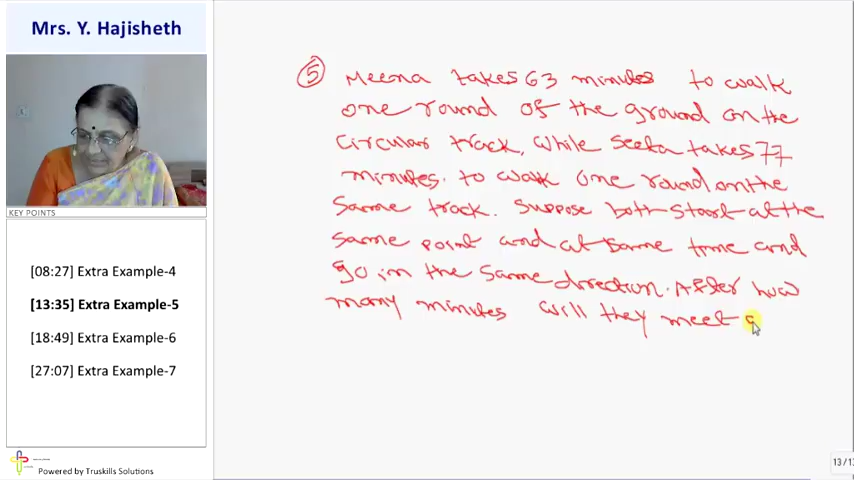 Mrs. Y. Hajisheth
KEY POINTS
[08:27] Extra Example-4
[13:35] Extra Example-5
[18:49] Extra Example-6
[27:07] Extra Example-7
Powered by Truskills Solutions
5 Meena takes 63 minutes to walk
one round of the ground on the
circular track, while Seeta takes 77
minutes. to walk one round on the
same track. Suppose both start at the
same point and at same time and
go in the same direction. After how
many minutes will they meet
13/1